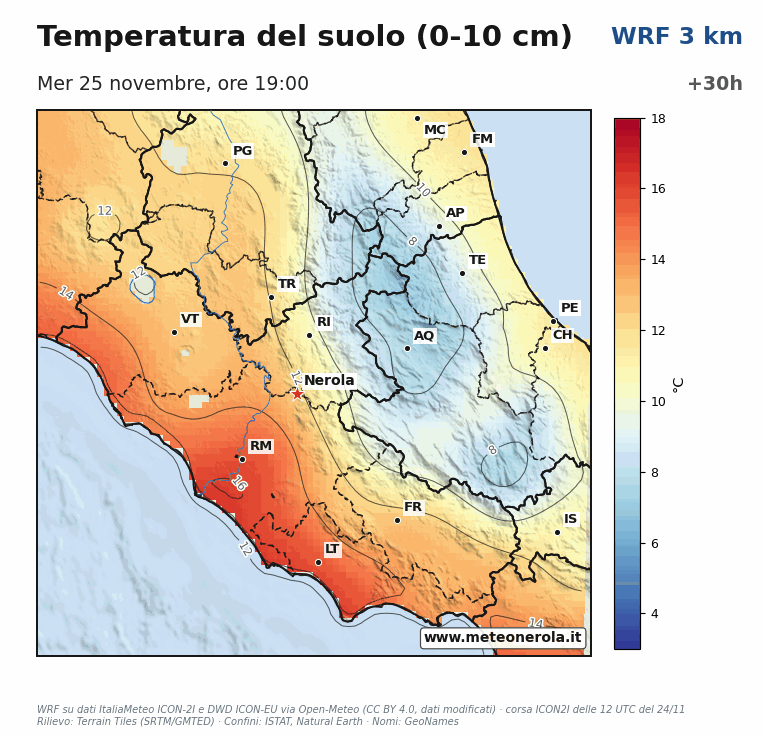 Temperatura del suolo (0-10 cm)
WRF 3 km
Mer 25 novembre, ore 19:00
+30h
MC
FM
PG
10
12
AP
8
TE
12
TR
14
PE
VT
RI
CH
AQ
12
Nerola
RM
8
16
FR
IS
12
LT
14
www.meteonerola.it
18
16
14
12
10
8
6
4
°C
WRF su dati ItaliaMeteo ICON-2I e DWD ICON-EU via Open-Meteo (CC BY 4.0, dati modificati) · corsa ICON2I delle 12 UTC del 24/11
Rilievo: Terrain Tiles (SRTM/GMTED) · Confini: ISTAT, Natural Earth · Nomi: GeoNames